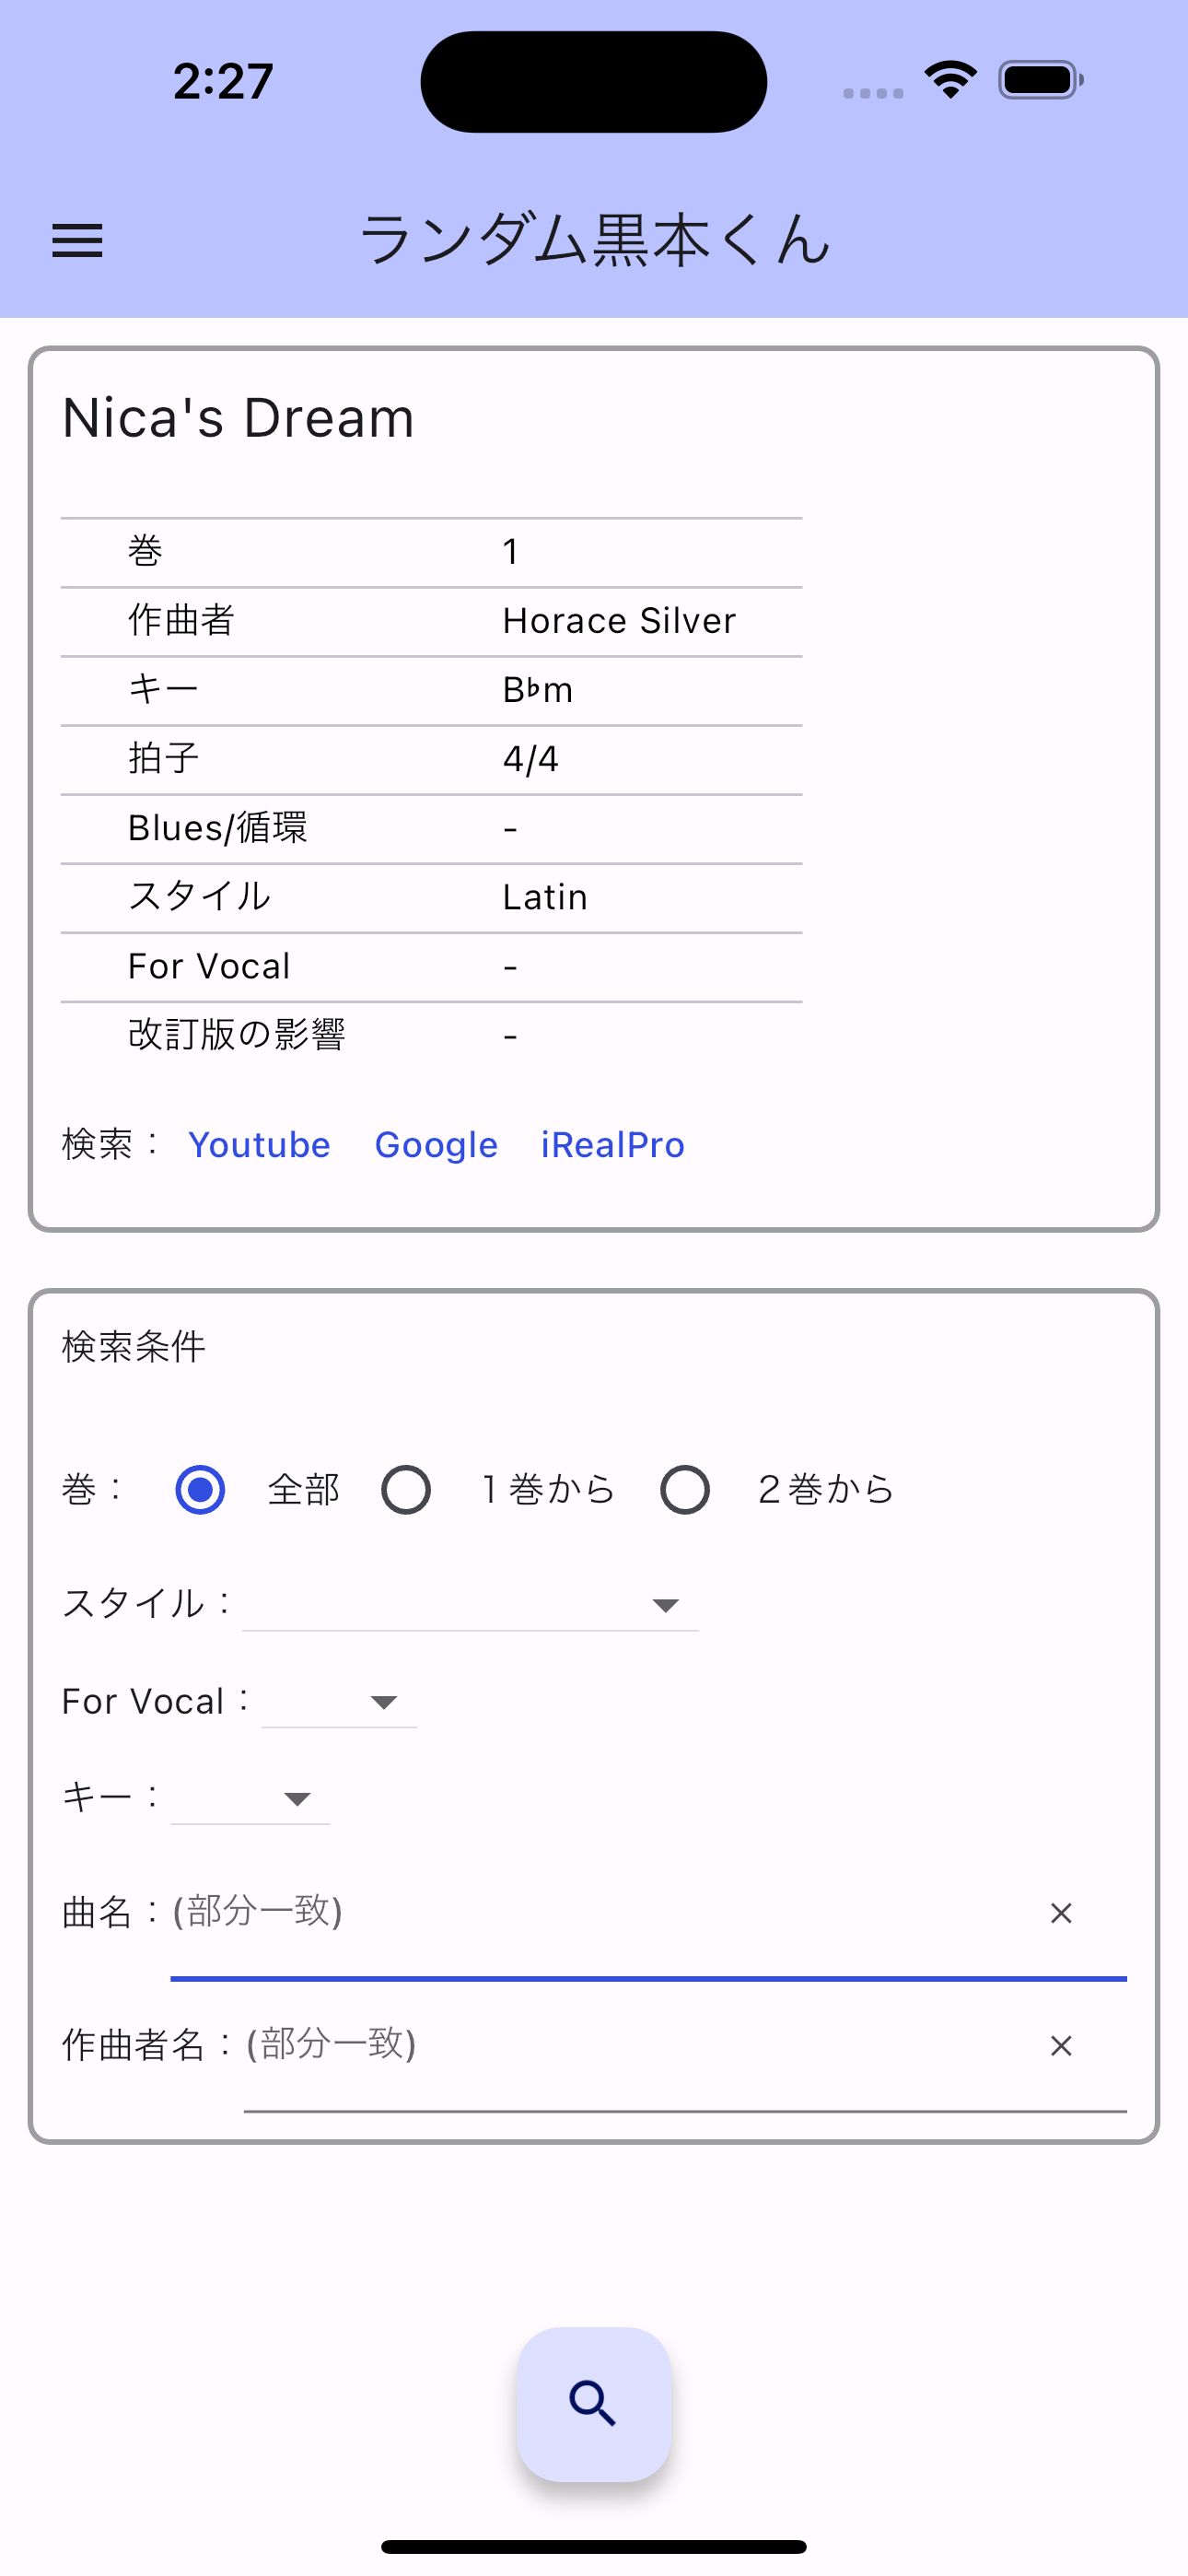 2:27
ランダム黒本くん
Nica's Dream
巻 1
作曲者 Horace Silver
キー B♭m
拍子 4/4
Blues/循環 -
スタイル Latin
For Vocal -
改訂版の影響 -
検索： Youtube Google iRealPro
検索条件
巻： 全部 １巻から ２巻から
スタイル：
For Vocal：
キー：
曲名：(部分一致)
作曲者名：(部分一致)